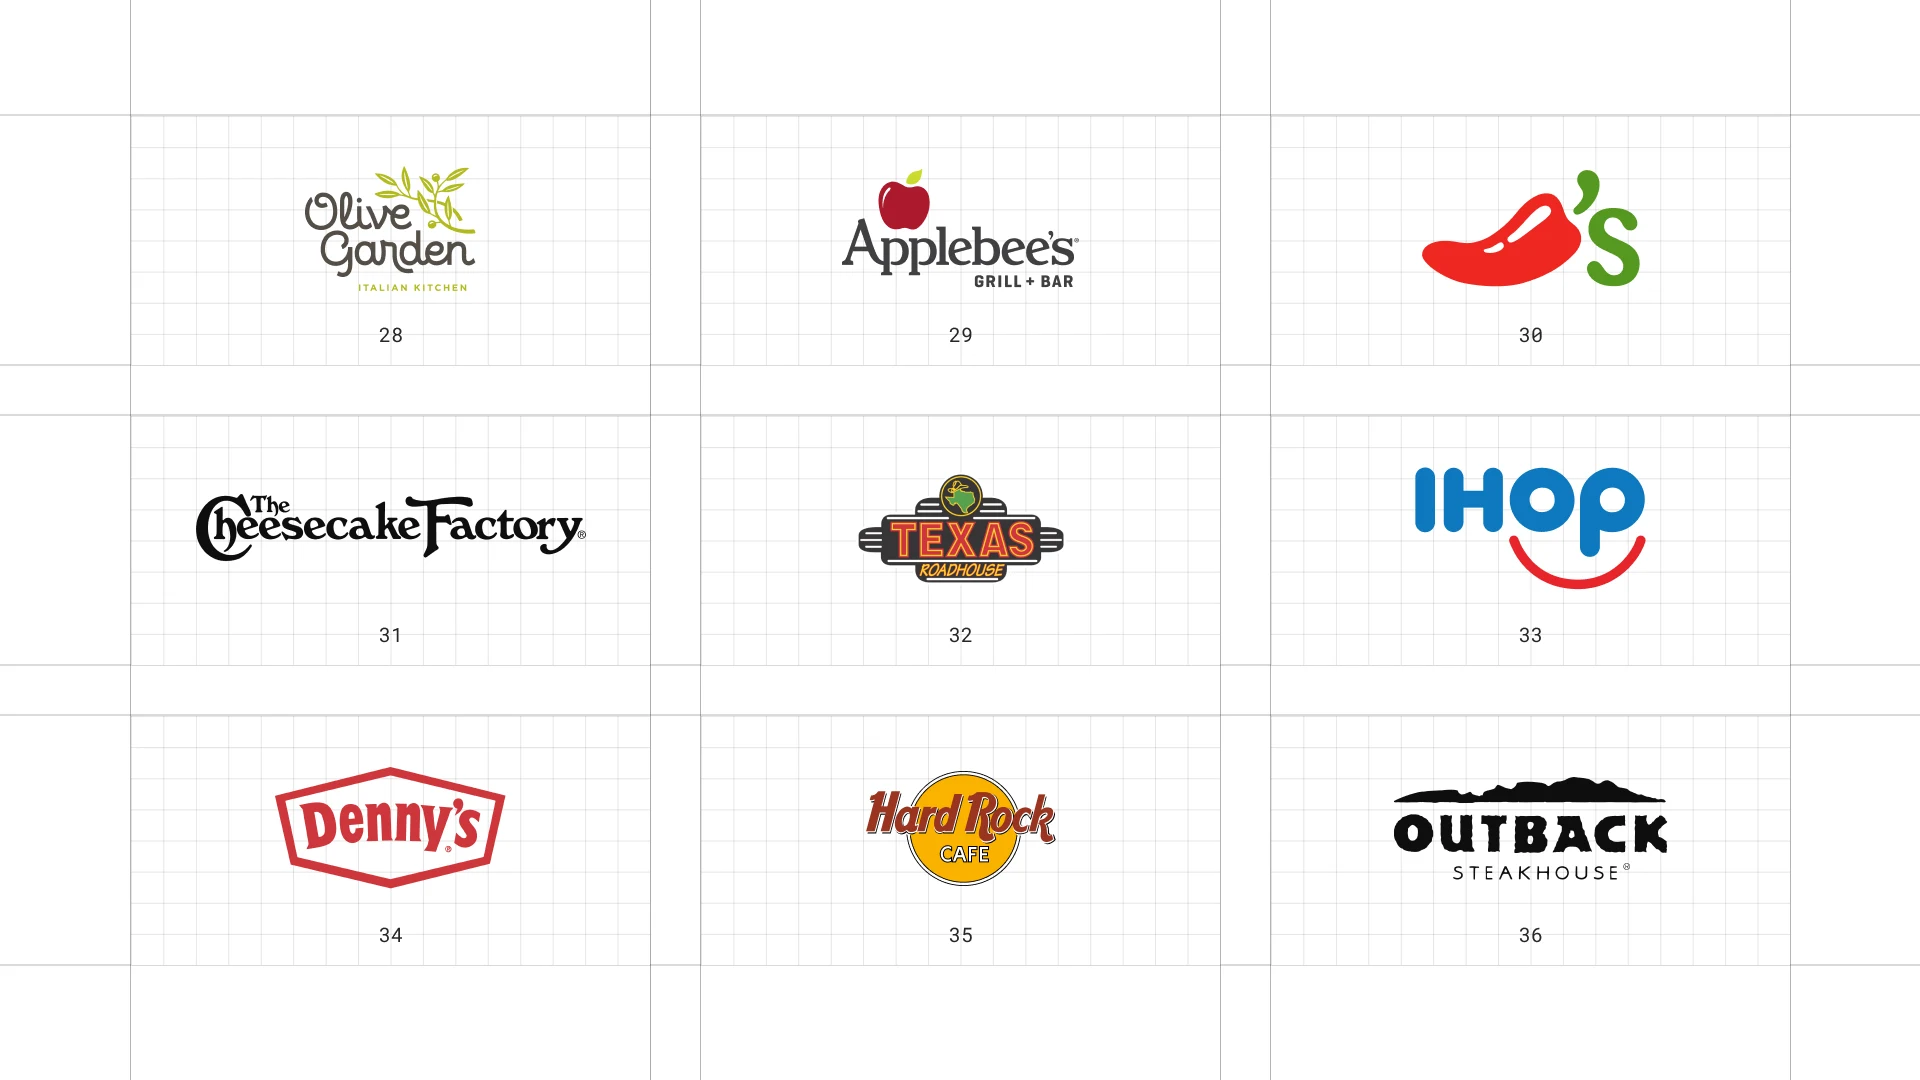 Olive
Garden
ITALIAN KITCHEN
28
Applebee's®
GRILL + BAR
29
's
30
The
Cheesecake Factory®
31
TEXAS
ROADHOUSE
32
IHOP
33
Denny's®
34
Hard Rock
CAFE
35
OUTBACK
STEAKHOUSE®
36